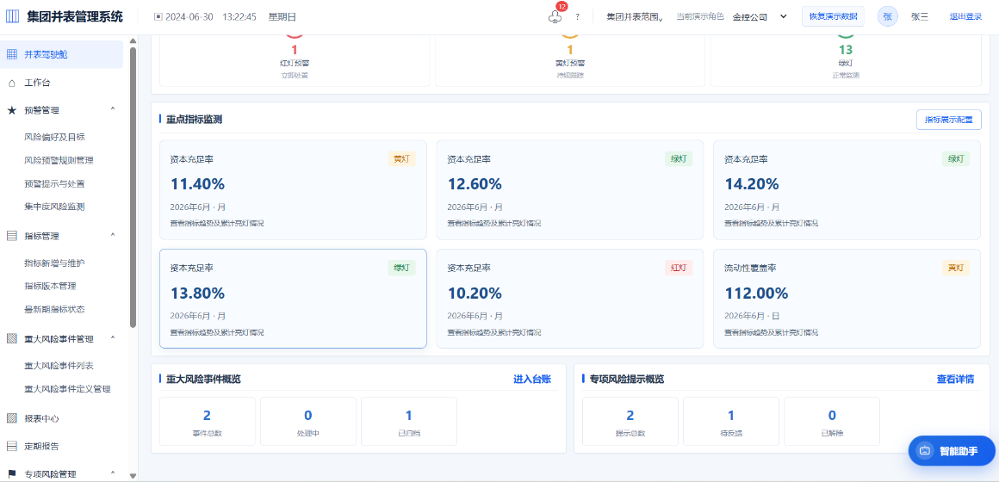 集团并表管理系统
2024-06-30 13:22:45 星期日
12
?
集团并表范围
当前演示角色 金控公司
恢复演示数据
张
张三
退出登录
并表驾驶舱
工作台
预警管理
风险偏好及目标
风险预警规则管理
预警提示与处置
集中度风险监测
指标管理
指标新增与维护
指标版本管理
最新期指标状态
重大风险事件管理
重大风险事件列表
重大风险事件定义管理
报表中心
定期报告
专项风险管理
1
红灯预警
立即处置
1
黄灯预警
持续跟踪
13
绿灯
正常监测
重点指标监测
指标展示配置
资本充足率 黄灯
11.40%
2026年6月 · 月
查看指标趋势及累计亮灯情况
资本充足率 绿灯
12.60%
2026年6月 · 月
查看指标趋势及累计亮灯情况
资本充足率 绿灯
14.20%
2026年6月 · 月
查看指标趋势及累计亮灯情况
资本充足率 绿灯
13.80%
2026年6月 · 月
查看指标趋势及累计亮灯情况
资本充足率 红灯
10.20%
2026年6月 · 月
查看指标趋势及累计亮灯情况
流动性覆盖率 黄灯
112.00%
2026年6月 · 日
查看指标趋势及累计亮灯情况
重大风险事件概览 进入台账
2
事件总数
0
处理中
1
已归档
专项风险提示概览 查看详情
2
提示总数
1
待反馈
0
已解除
智能助手